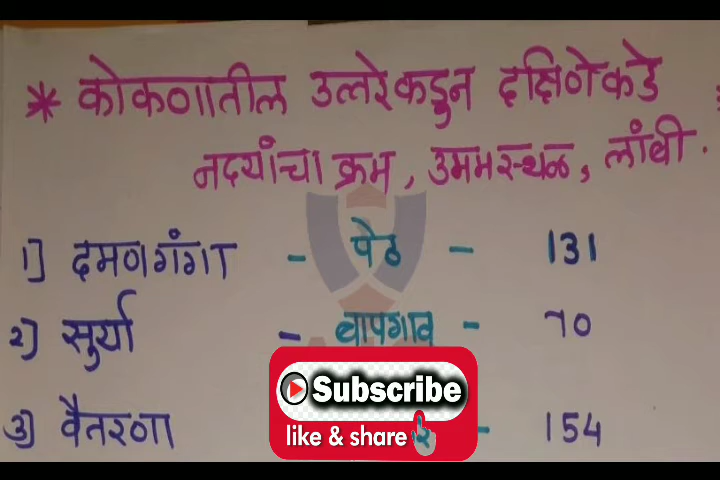 * कोकणातील उत्तरेकडून दक्षिणेकडे
नद्यांचा क्रम, उगमस्थळ, लांबी.
1] दमणगंगा - पेठ - 131
2] सुर्या - बापगाव - 70
3] वैतरणा - 154
Subscribe
like & share